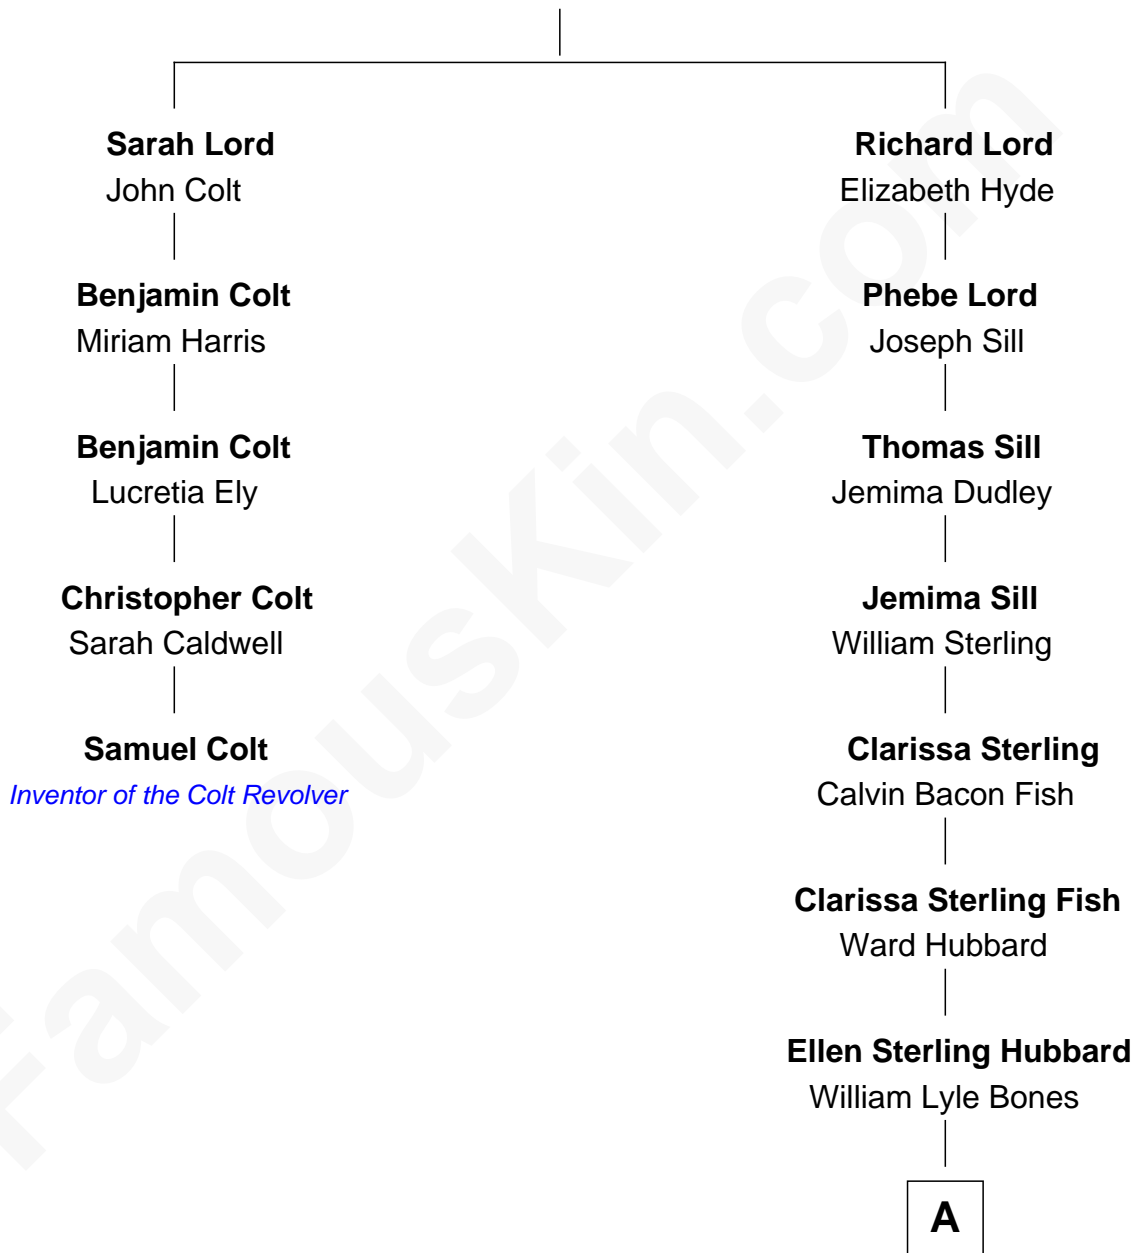 Sarah Lord
John Colt
Benjamin Colt
Miriam Harris
Benjamin Colt
Lucretia Ely
Christopher Colt
Sarah Caldwell
Samuel Colt
Inventor of the Colt Revolver
Richard Lord
Elizabeth Hyde
Phebe Lord
Joseph Sill
Thomas Sill
Jemima Dudley
Jemima Sill
William Sterling
Clarissa Sterling
Calvin Bacon Fish
Clarissa Sterling Fish
Ward Hubbard
Ellen Sterling Hubbard
William Lyle Bones
A
FamousKin.com